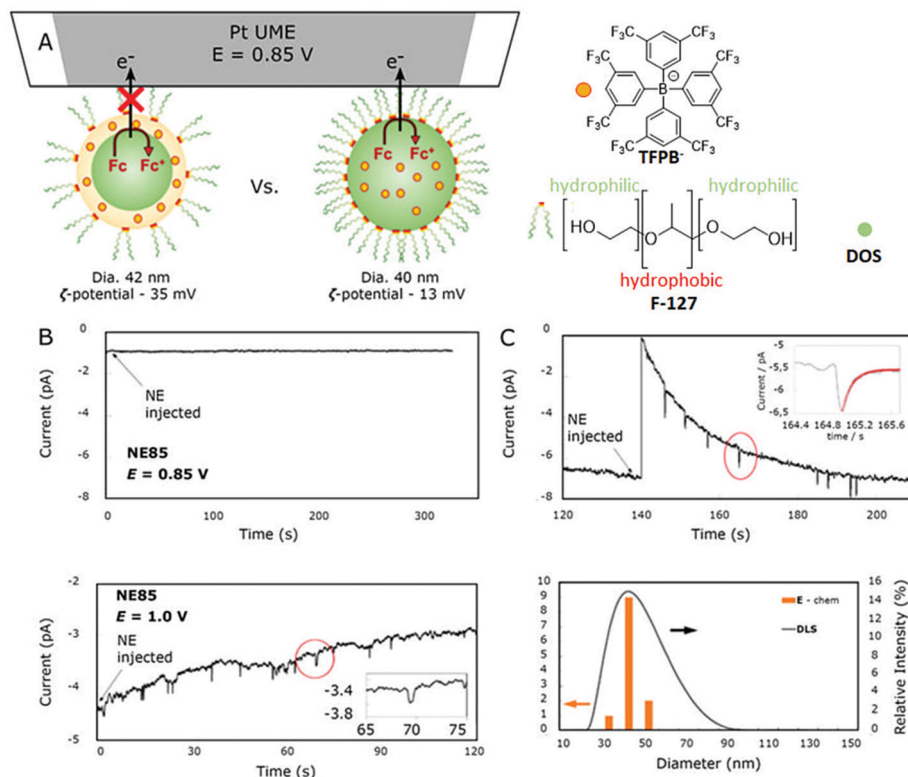 A
Pt UME
E = 0.85 V
e-
e-
Fc Fc+
Fc Fc+
Vs.
Dia. 42 nm
ζ-potential - 35 mV
Dia. 40 nm
ζ-potential - 13 mV
CF₃ CF₃
F₃C CF₃
B ⊖
F₃C CF₃
CF₃ CF₃
TFPB⁻
hydrophilic hydrophilic
HO O O OH
hydrophobic
F-127
DOS
B
0
-2
-4
-6
-8
Current (pA)
NE
injected
NE85
E = 0.85 V
0 100 200 300
Time (s)
C
0
-2
-4
-6
-8
Current (pA)
NE
injected
120 140 160 180 200
Time (s)
-5
-5,5
-6
-6,5
Current / pA
164.4 164.8 165.2 165.6
time / s
-2
-3
-4
-5
Current (pA)
NE85
E = 1.0 V
NE
injected
-3.4
-3.8
65 70 75
0 30 60 90 120
Time (s)
10
9
8
7
6
5
4
3
2
1
0
E - chem
DLS
16
14
12
10
8
6
4
2
0
Relative Intensity (%)
10 30 50 70 90 110 130 150
Diameter (nm)